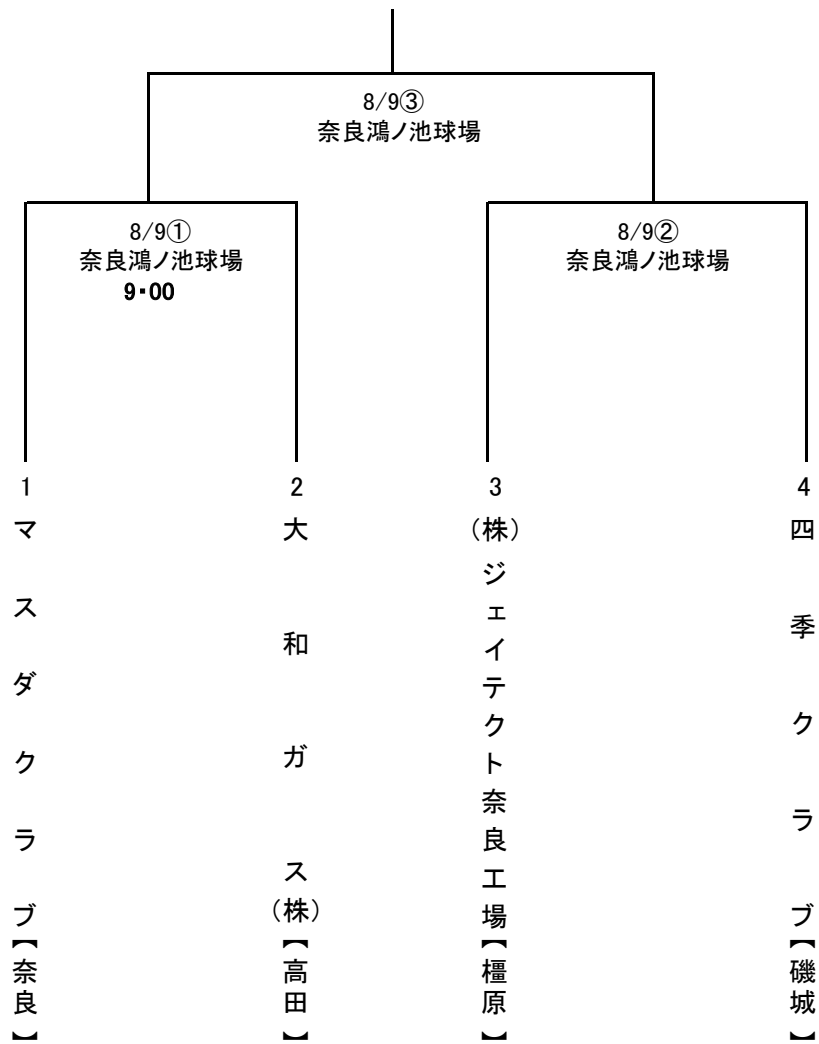 8/9③
奈良鴻ノ池球場
8/9①
奈良鴻ノ池球場
9・00
8/9②
奈良鴻ノ池球場
1
マスダクラブ【奈良】
2
大和ガス(株)【高田】
3
(株)ジェイテクト奈良工場【橿原】
4
四季クラブ【磯城】